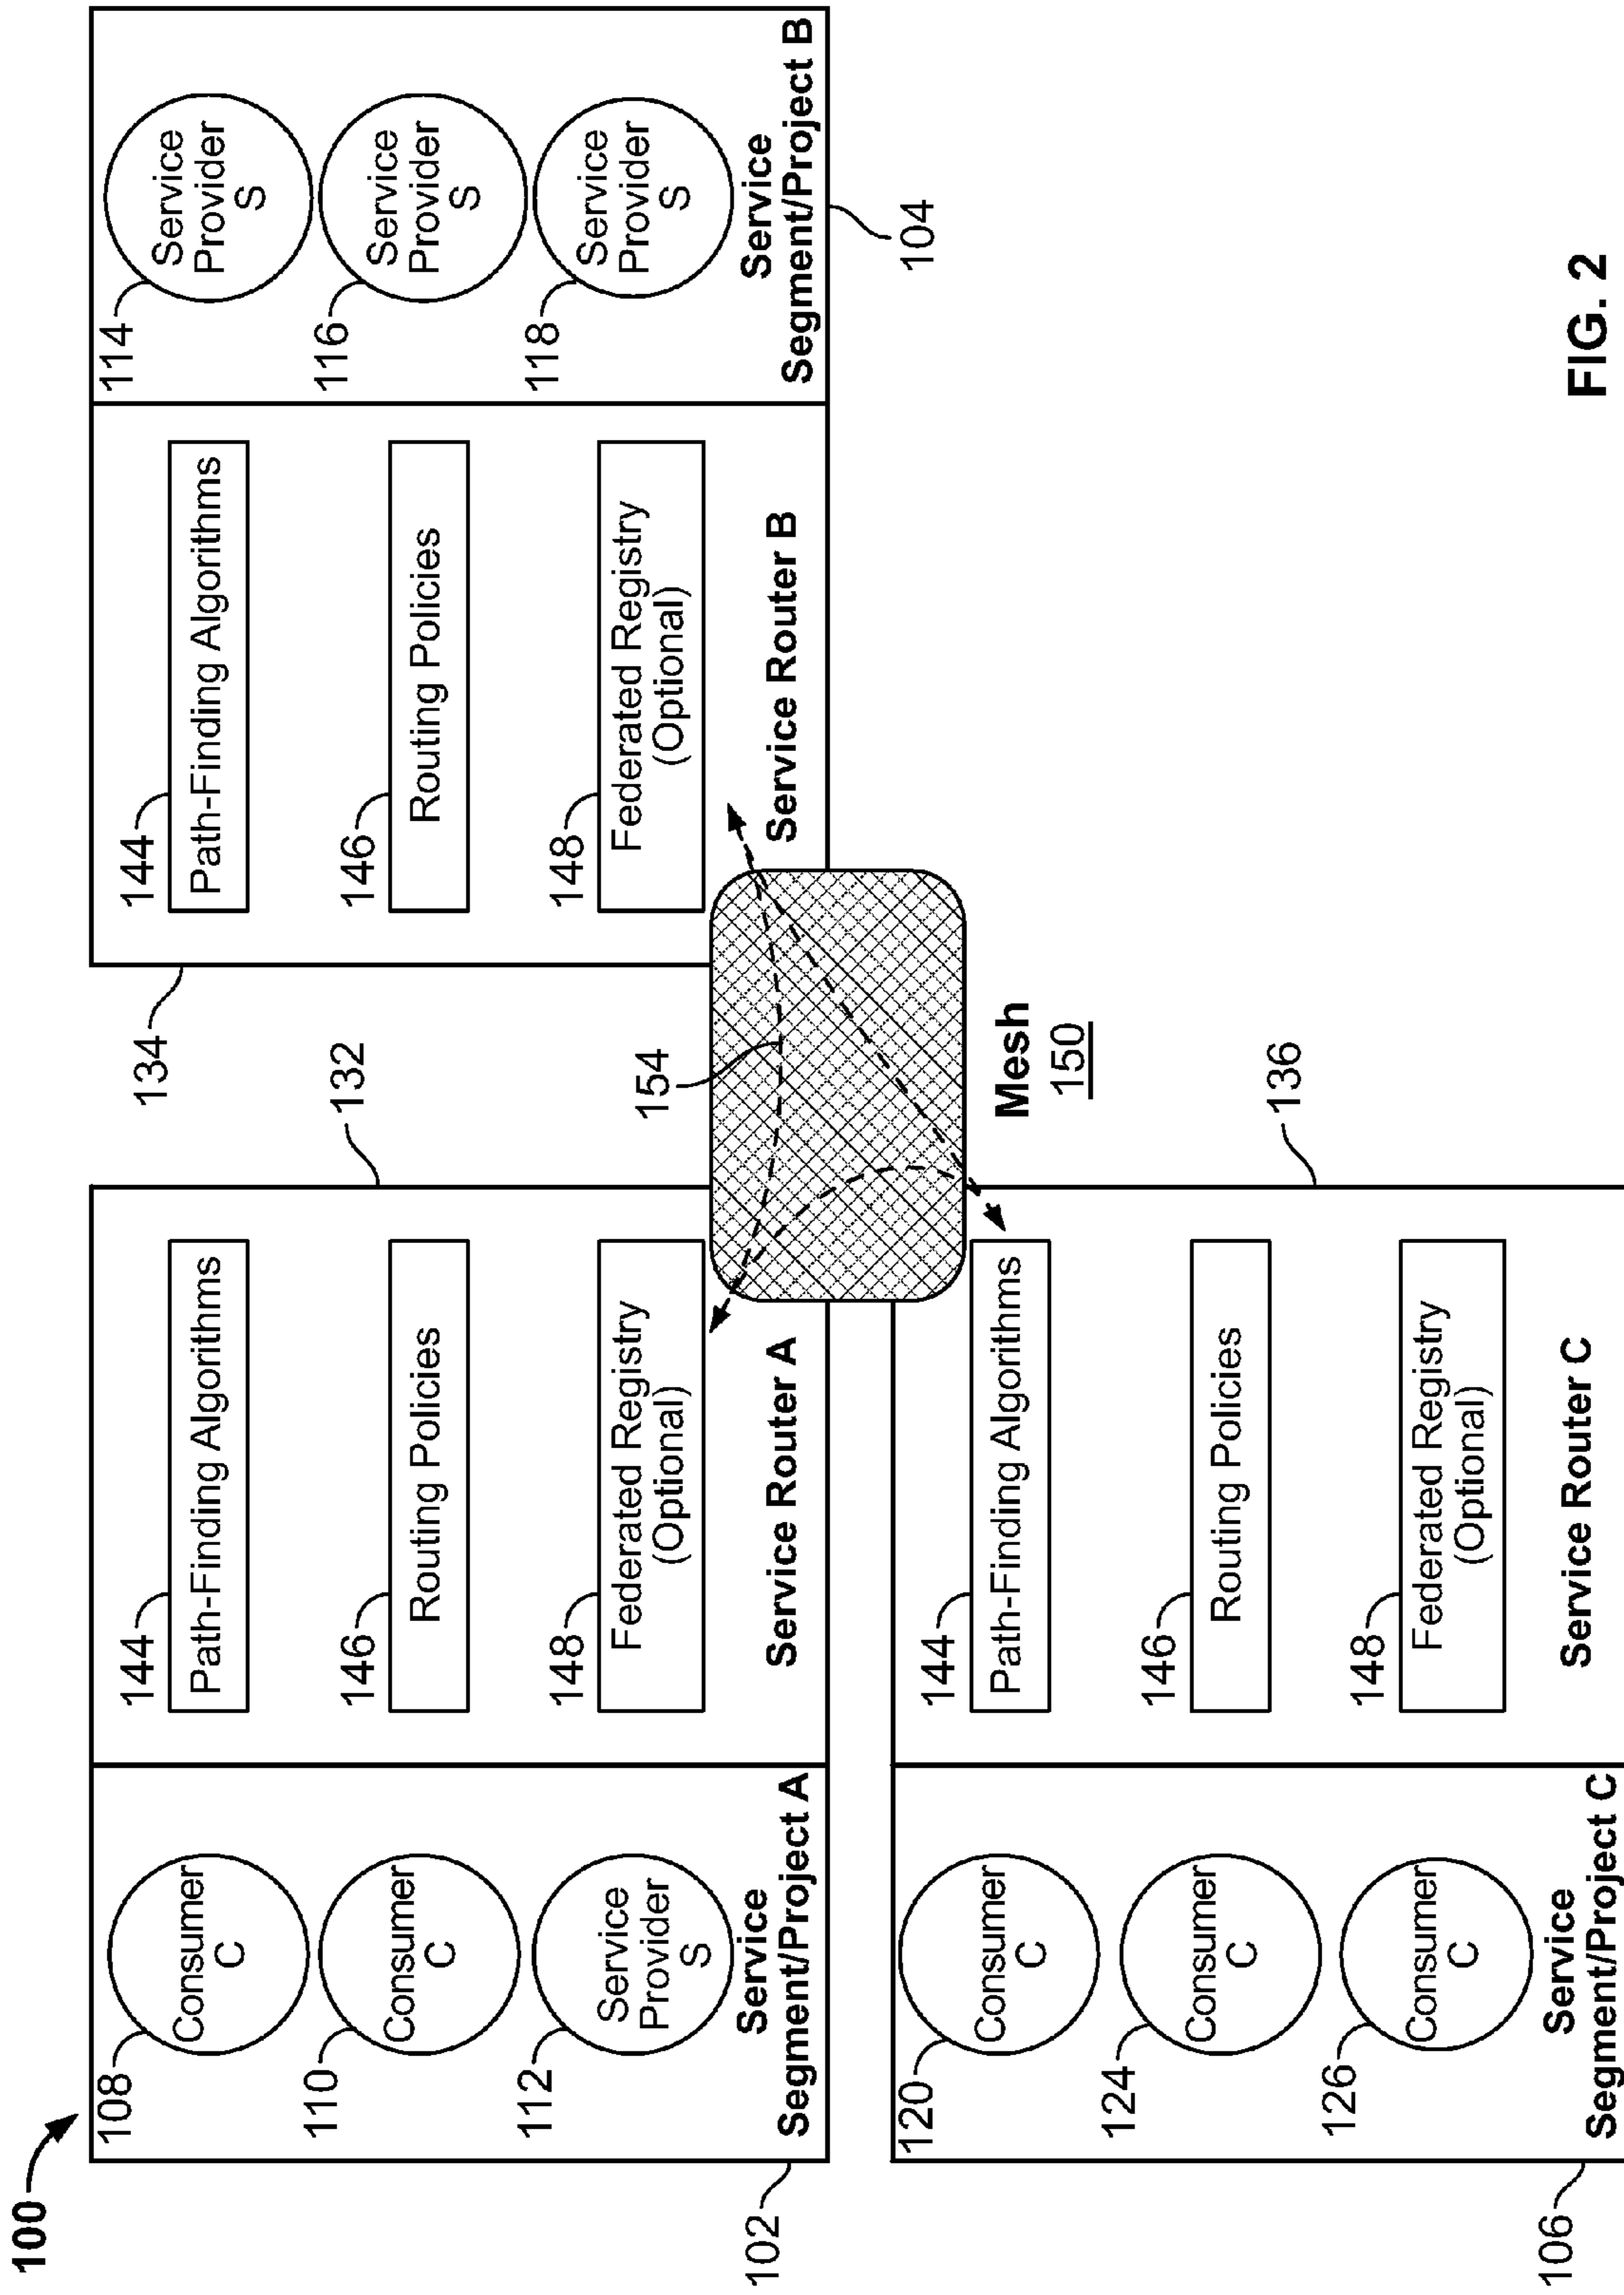 100
108
Consumer
C
110
Consumer
C
112
Service
Provider
S
Service
Segment/Project A
102
144
Path-Finding Algorithms
146
Routing Policies
148
Federated Registry
(Optional)
Service Router A
132
134
144
Path-Finding Algorithms
146
Routing Policies
148
Federated Registry
(Optional)
Service Router B
114
Service
Provider
S
116
Service
Provider
S
118
Service
Provider
S
Service
Segment/Project B
104
154
Mesh
150
120
Consumer
C
124
Consumer
C
126
Consumer
C
Service
Segment/Project C
106
144
Path-Finding Algorithms
146
Routing Policies
148
Federated Registry
(Optional)
Service Router C
136
FIG. 2